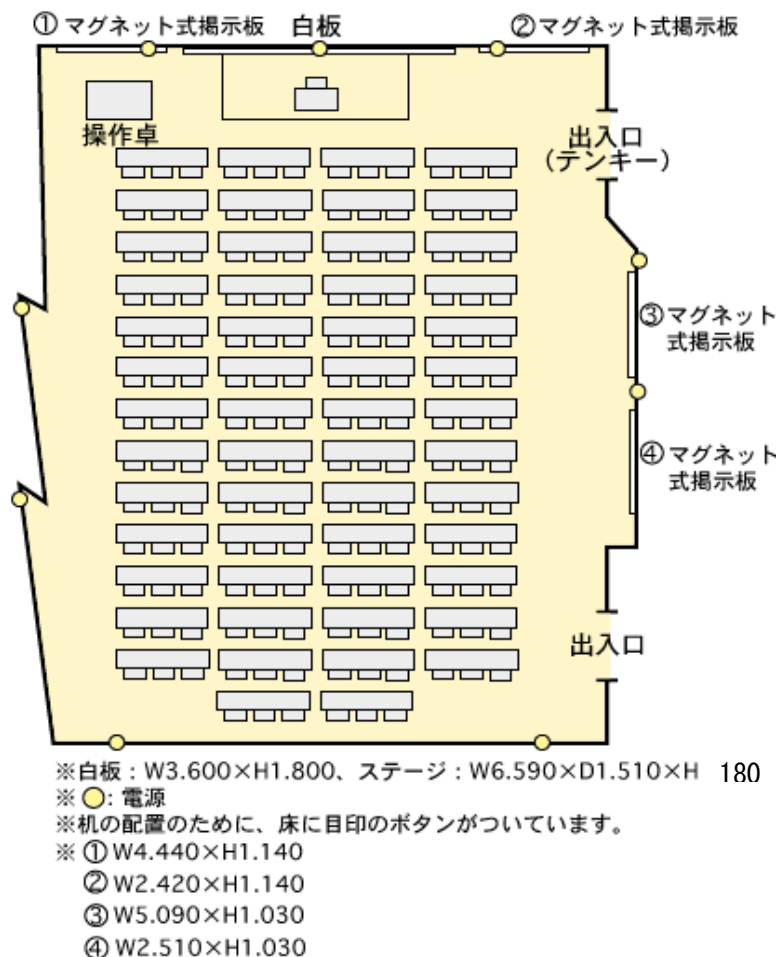 ①マグネット式掲示板 白板 ②マグネット式掲示板
操作卓
出入口
(テンキー)
③マグネット
式掲示板
④マグネット
式掲示板
出入口
※白板：W3.600×H1.800、ステージ：W6.590×D1.510×H 180
※ ：電源
※机の配置のために、床に目印のボタンがついています。
※ ①W4.440×H1.140
②W2.420×H1.140
③W5.090×H1.030
④W2.510×H1.030